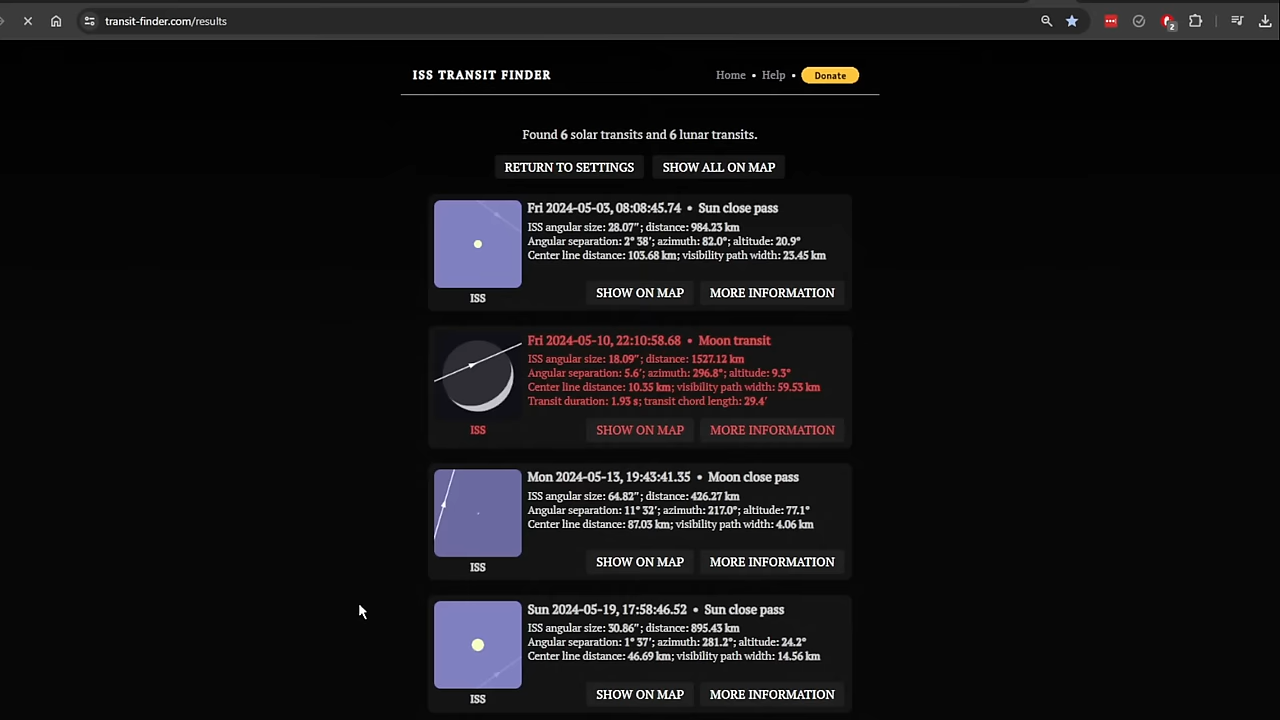 transit-finder.com/results
2
ISS TRANSIT FINDER
Home • Help • Donate
Found 6 solar transits and 6 lunar transits.
RETURN TO SETTINGS SHOW ALL ON MAP
Fri 2024-05-03, 08:08:45.74 • Sun close pass
ISS angular size: 28.07″; distance: 984.23 km
Angular separation: 2° 38′; azimuth: 82.0°; altitude: 20.9°
Center line distance: 103.68 km; visibility path width: 23.45 km
SHOW ON MAP MORE INFORMATION
ISS
Fri 2024-05-10, 22:10:58.68 • Moon transit
ISS angular size: 18.09″; distance: 1527.12 km
Angular separation: 5.6′; azimuth: 296.8°; altitude: 9.3°
Center line distance: 10.35 km; visibility path width: 59.53 km
Transit duration: 1.93 s; transit chord length: 29.4′
ISS SHOW ON MAP MORE INFORMATION
Mon 2024-05-13, 19:43:41.35 • Moon close pass
ISS angular size: 64.82″; distance: 426.27 km
Angular separation: 11° 32′; azimuth: 217.0°; altitude: 77.1°
Center line distance: 87.03 km; visibility path width: 4.06 km
SHOW ON MAP MORE INFORMATION
ISS
Sun 2024-05-19, 17:58:46.52 • Sun close pass
ISS angular size: 30.86″; distance: 895.43 km
Angular separation: 1° 37′; azimuth: 281.2°; altitude: 24.2°
Center line distance: 46.69 km; visibility path width: 14.56 km
SHOW ON MAP MORE INFORMATION
ISS